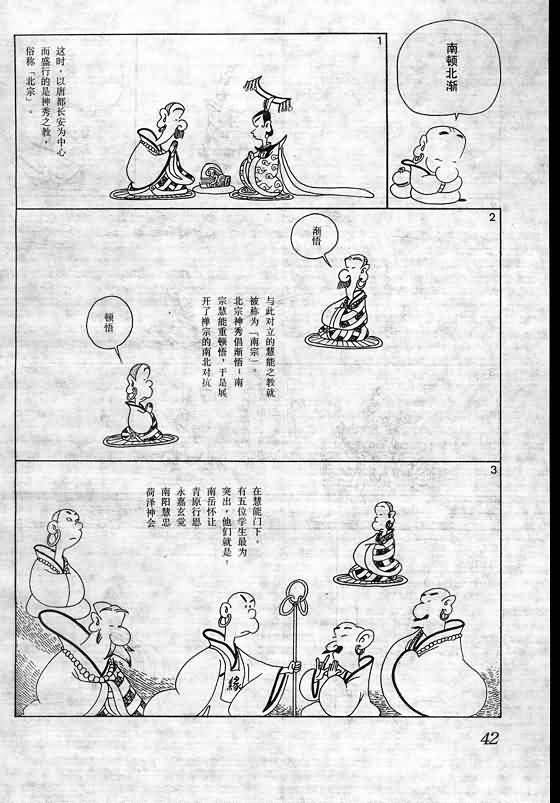 南顿北渐
1
这时，以唐都长安为中心
而盛行的是神秀之教，
俗称「北宗」。
2
渐悟
与此对立的慧能之教就
被称为「南宗」。
北宗神秀倡渐悟，南
宗慧能重顿悟，于是展
开了禅宗的南北对抗
顿悟
3
在慧能门下，
有五位学生最为
突出，他们就是：
南岳怀让
青原行思
永嘉玄觉
南阳慧忠
荷泽神会
緣
42